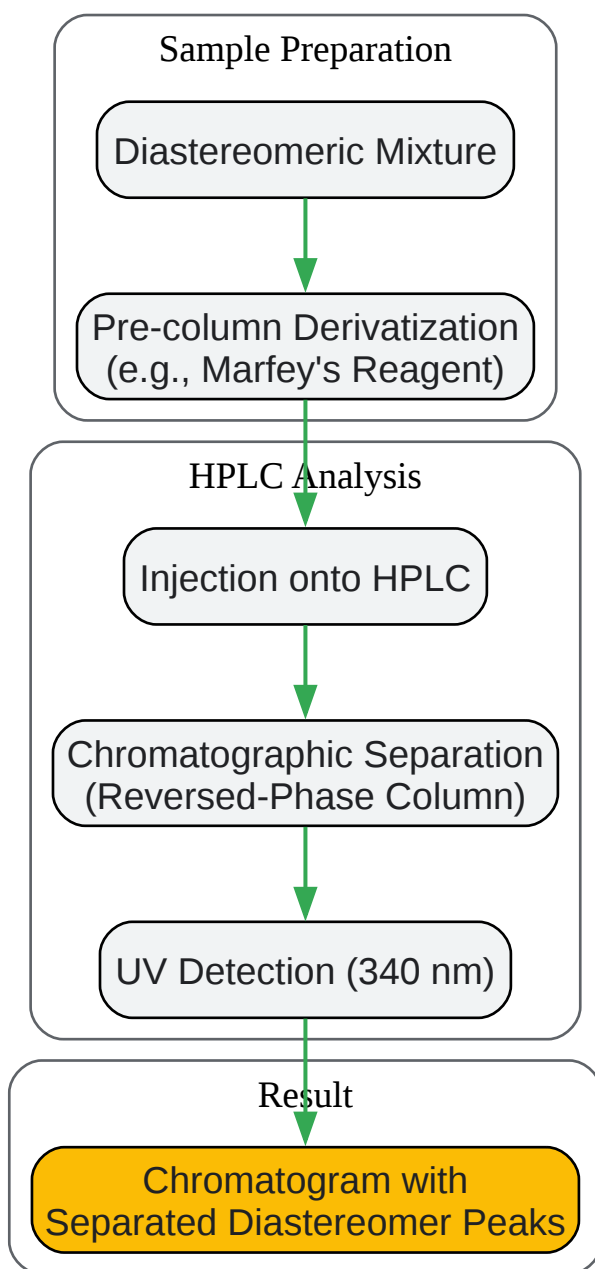 Sample Preparation
Diastereomeric Mixture
Pre-column Derivatization
(e.g., Marfey's Reagent)
HPLC Analysis
Injection onto HPLC
Chromatographic Separation
(Reversed-Phase Column)
UV Detection (340 nm)
Result
Chromatogram with
Separated Diastereomer Peaks